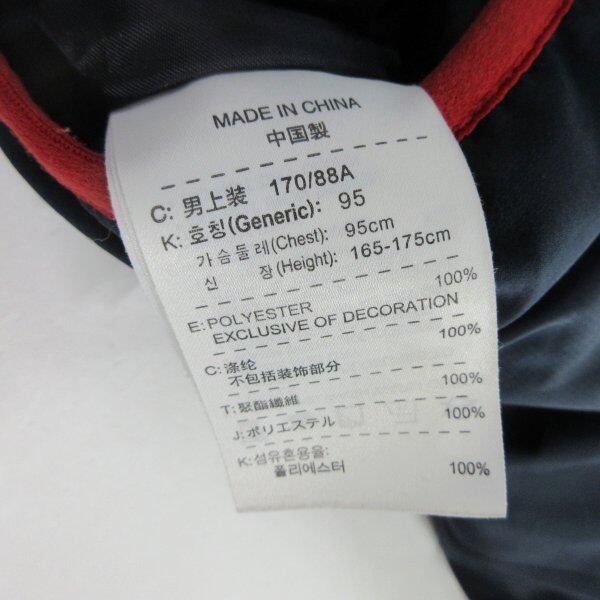 MADE IN CHINA
中国製
C: 男上装 170/88A
K: 호칭(Generic): 95
가슴둘레(Chest): 95cm
신 장(Height): 165-175cm
E: POLYESTER 100%
EXCLUSIVE OF DECORATION
C: 涤纶 100%
不包括装饰部分
T: 聚酯纖維 100%
J: ポリエステル 100%
K: 섬유혼용율:
폴리에스터 100%